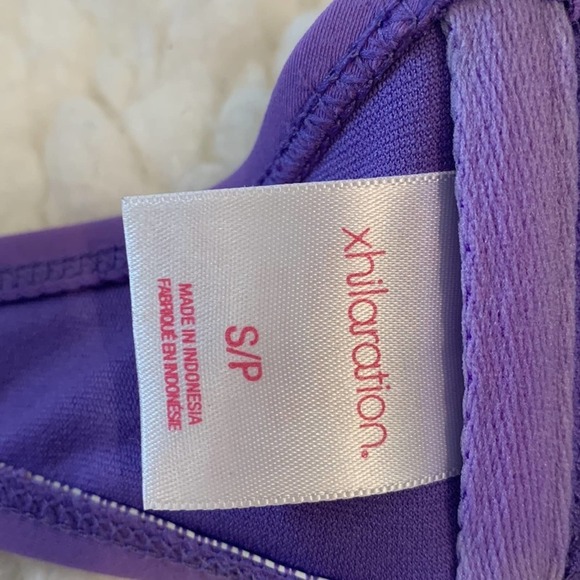 xhilaration®
S/P
MADE IN INDONESIA
FABRIQUÉ EN INDONÉSIE